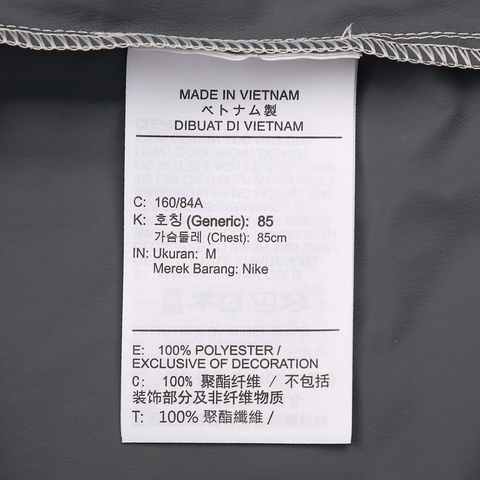 MADE IN VIETNAM
ベトナム製
DIBUAT DI VIETNAM
C: 160/84A
K: 호칭 (Generic): 85
가슴둘레 (Chest): 85cm
IN: Ukuran: M
Merek Barang: Nike
E: 100% POLYESTER /
EXCLUSIVE OF DECORATION
C: 100% 聚酯纤维 / 不包括
装饰部分及非纤维物质
T: 100% 聚酯纖維 /